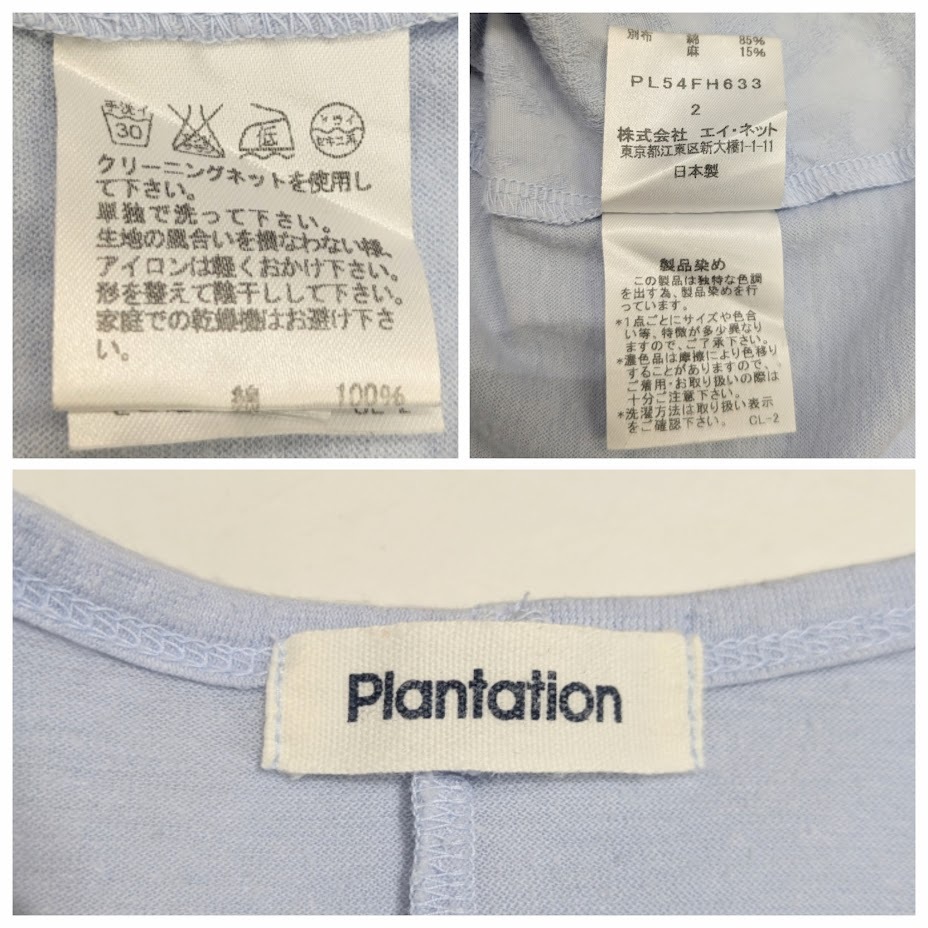 手洗イ
30
低
ドライ
セキユ系
クリーニングネットを使用し
て下さい。
単独で洗って下さい。
生地の風合いを損なわない様、
アイロンは軽くおかけ下さい。
形を整えて陰干しして下さい。
家庭での乾燥機はお避け下さ
い。
綿 100%
CL-2
別布 綿 85%
麻 15%
PL54FH633
2
株式会社 エイ・ネット
東京都江東区新大橋1-1-11
日本製
製品染め
この製品は独特な色調
を出す為、製品染めを行
っています。
*1点ごとにサイズや色合
い等、特徴が多少異なり
ますので、ご了承下さい。
*濃色品は摩擦により色移り
することがありますので、
ご着用・お取り扱いの際は
十分ご注意下さい。
*洗濯方法は取り扱い表示
をご確認下さい。 CL-2
Plantation